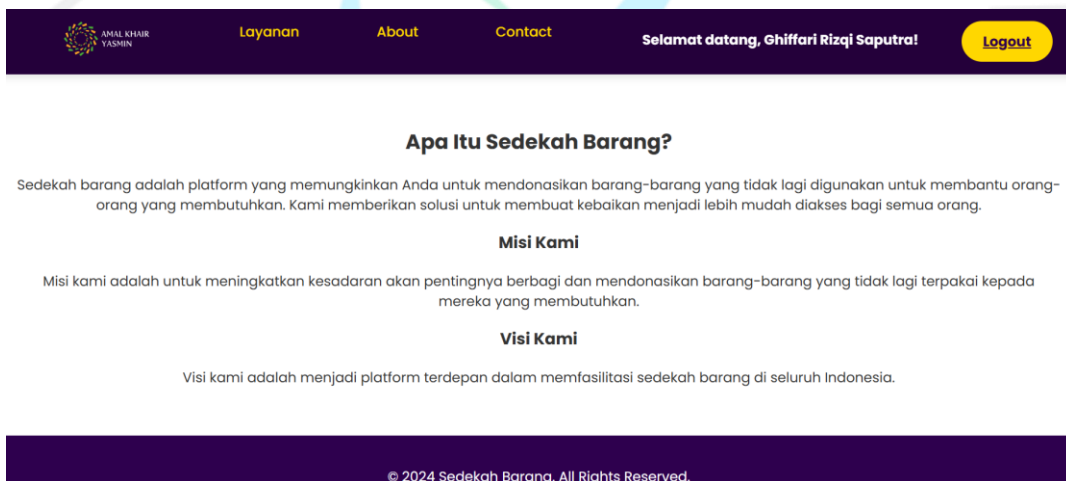 AMAL KHAIR
YASMIN
Layanan
About
Contact
Selamat datang, Ghiffari Rizqi Saputra!
Logout
Apa Itu Sedekah Barang?
Sedekah barang adalah platform yang memungkinkan Anda untuk mendonasikan barang-barang yang tidak lagi digunakan untuk membantu orang-
orang yang membutuhkan. Kami memberikan solusi untuk membuat kebaikan menjadi lebih mudah diakses bagi semua orang.
Misi Kami
Misi kami adalah untuk meningkatkan kesadaran akan pentingnya berbagi dan mendonasikan barang-barang yang tidak lagi terpakai kepada
mereka yang membutuhkan.
Visi Kami
Visi kami adalah menjadi platform terdepan dalam memfasilitasi sedekah barang di seluruh Indonesia.
© 2024 Sedekah Barang. All Rights Reserved.